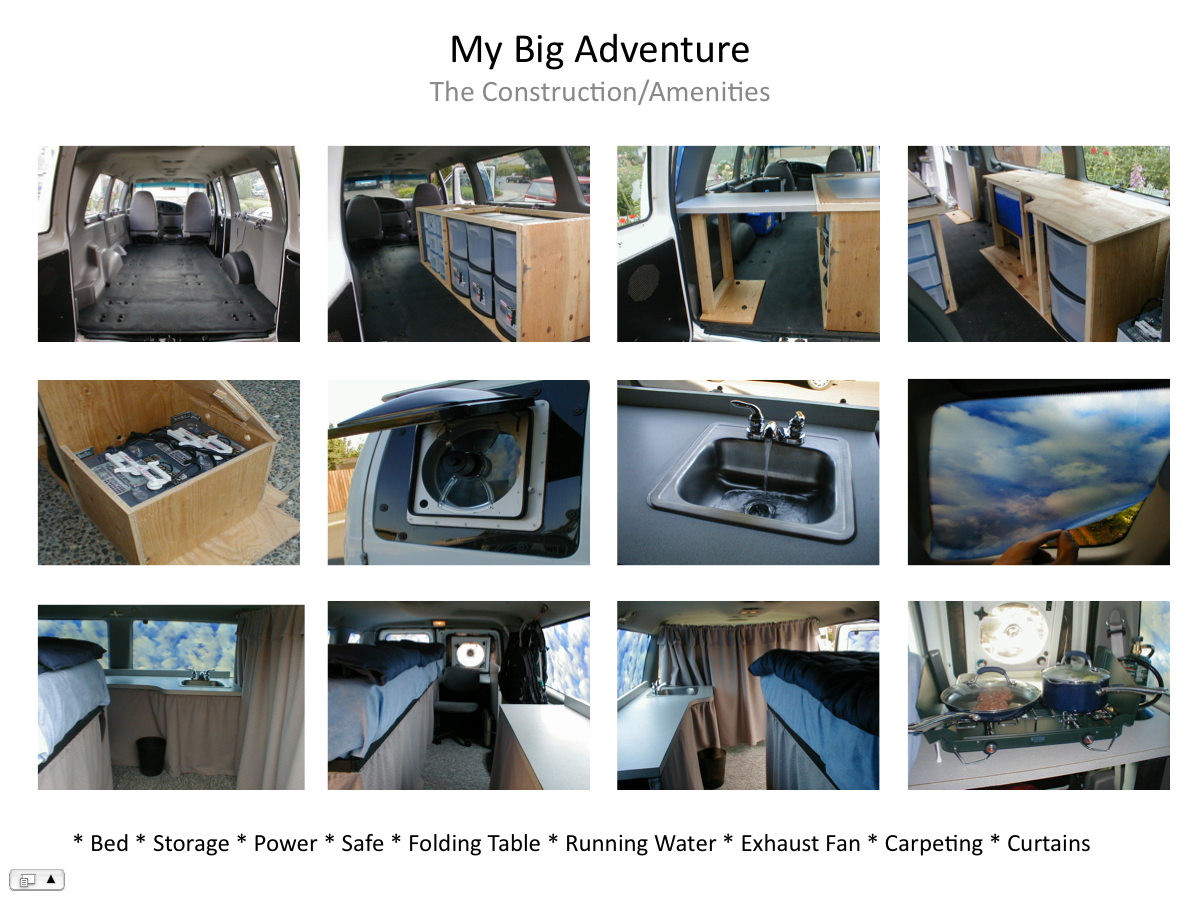 My Big Adventure
The Construction/Amenities
* Bed * Storage * Power * Safe * Folding Table * Running Water * Exhaust Fan * Carpeting * Curtains